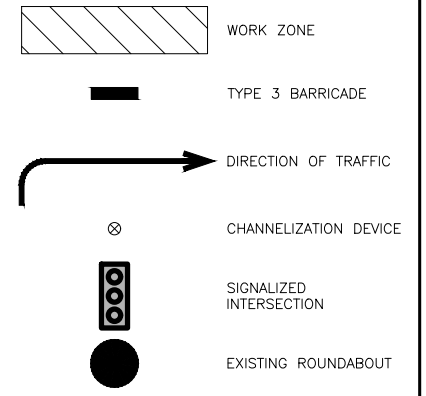 WORK ZONE
TYPE 3 BARRICADE
DIRECTION OF TRAFFIC
CHANNELIZATION DEVICE
SIGNALIZED
INTERSECTION
EXISTING ROUNDABOUT